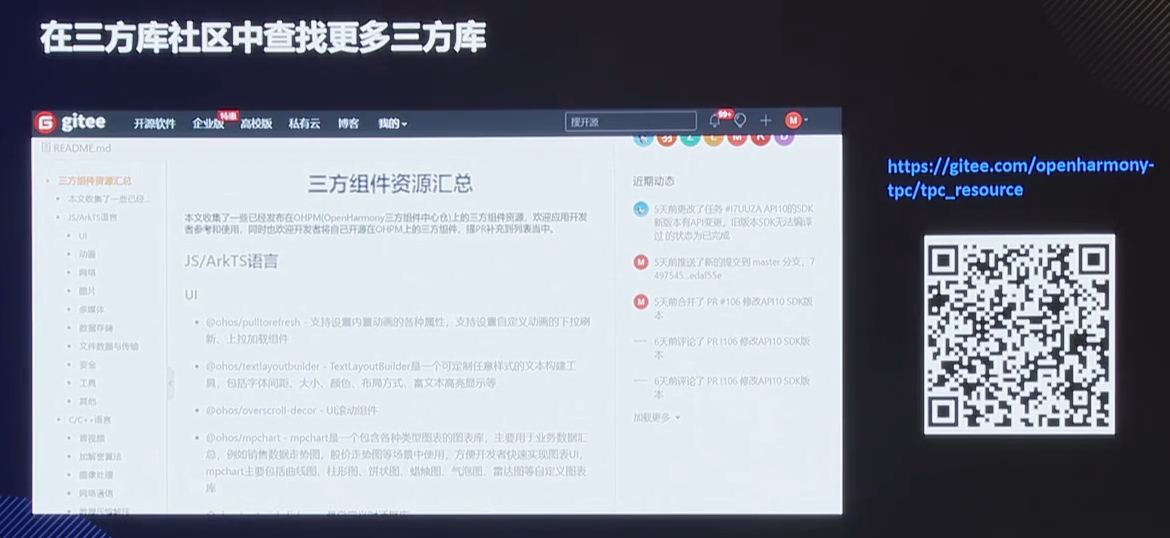 在三方库社区中查找更多三方库
gitee
开源软件 企业版 特惠 高校版 私有云 博客 我的
搜开源
99+
M
README.md
三方组件资源汇总
本文收集了一些已经...
JS/ArkTS语言
UI
动画
网络
图片
多媒体
数据存储
文件数据与传输
安全
工具
其他
C/C++语言
音视频
加解密算法
图像处理
网络通信
数据压缩解压
三方组件资源汇总
本文收集了一些已经发布在OHPM(OpenHarmony三方组件中心仓)上的三方组件资源，欢迎应用开发
者参考和使用，同时也欢迎开发者将自己开源在OHPM上的三方组件，提PR补充到列表当中。
JS/ArkTS语言
UI
@ohos/pulltorefresh - 支持设置内置动画的各种属性，支持设置自定义动画的下拉刷
新、上拉加载组件
@ohos/textlayoutbuilder - TextLayoutBuilder是一个可定制任意样式的文本构建工
具，包括字体间距、大小、颜色、布局方式、富文本高亮显示等
@ohos/overscroll-decor - UI滚动组件
@ohos/mpchart - mpchart是一个包含各种类型图表的图表库，主要用于业务数据汇
总，例如销售数据走势图，股价走势图等场景中使用，方便开发者快速实现图表UI，
mpchart主要包括曲线图、柱形图、饼状图、蜡烛图、气泡图、雷达图等自定义图表
库
近期动态
5天前更改了任务 #I7UUZA API10的SDK
新版本有API变更，旧版本SDK无法编译
过 的状态为已完成
M
5天前推送了新的提交到 master 分支，7
497545...edaf55e
M
5天前合并了 PR #106 修改API10 SDK版
本
6天前评论了 PR !106 修改API10 SDK版
本
6天前评论了 PR !106 修改API10 SDK版
本
加载更多
https://gitee.com/openharmony-
tpc/tpc_resource